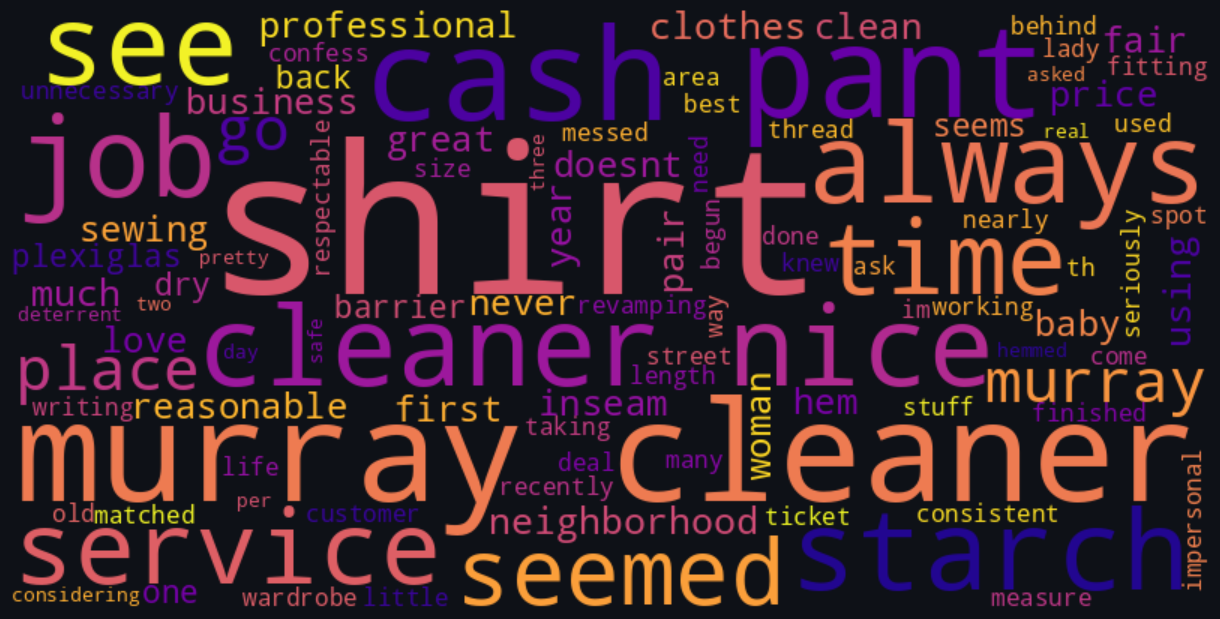 see
professional
confess
back
cash
clothes clean
behind
lady
fair
asked
fitting
unnecessary
business
area
best
pant
price
job
go
respectable
great
size
three
messed
doesnt
need
thread
seems
real
used
always
shirt
sewing
plexiglas
pretty
year
pair
begun
done
knew
nearly
seriously
spot
time
ask
th
using
much
dry
two
deterrent
barrier
never
revamping
way
im
working
baby
love
day
safe
cleaner
nice
street
length
hemmed
come
place
murray
writing
reasonable
first
inseam
taking
woman
hem
stuff
finished
murray cleaner
life
deal
many
recently
per
old
matched
customer
neighborhood
ticket
consistent
impersonal
service
seemed
starch
considering
one
wardrobe
little
measure